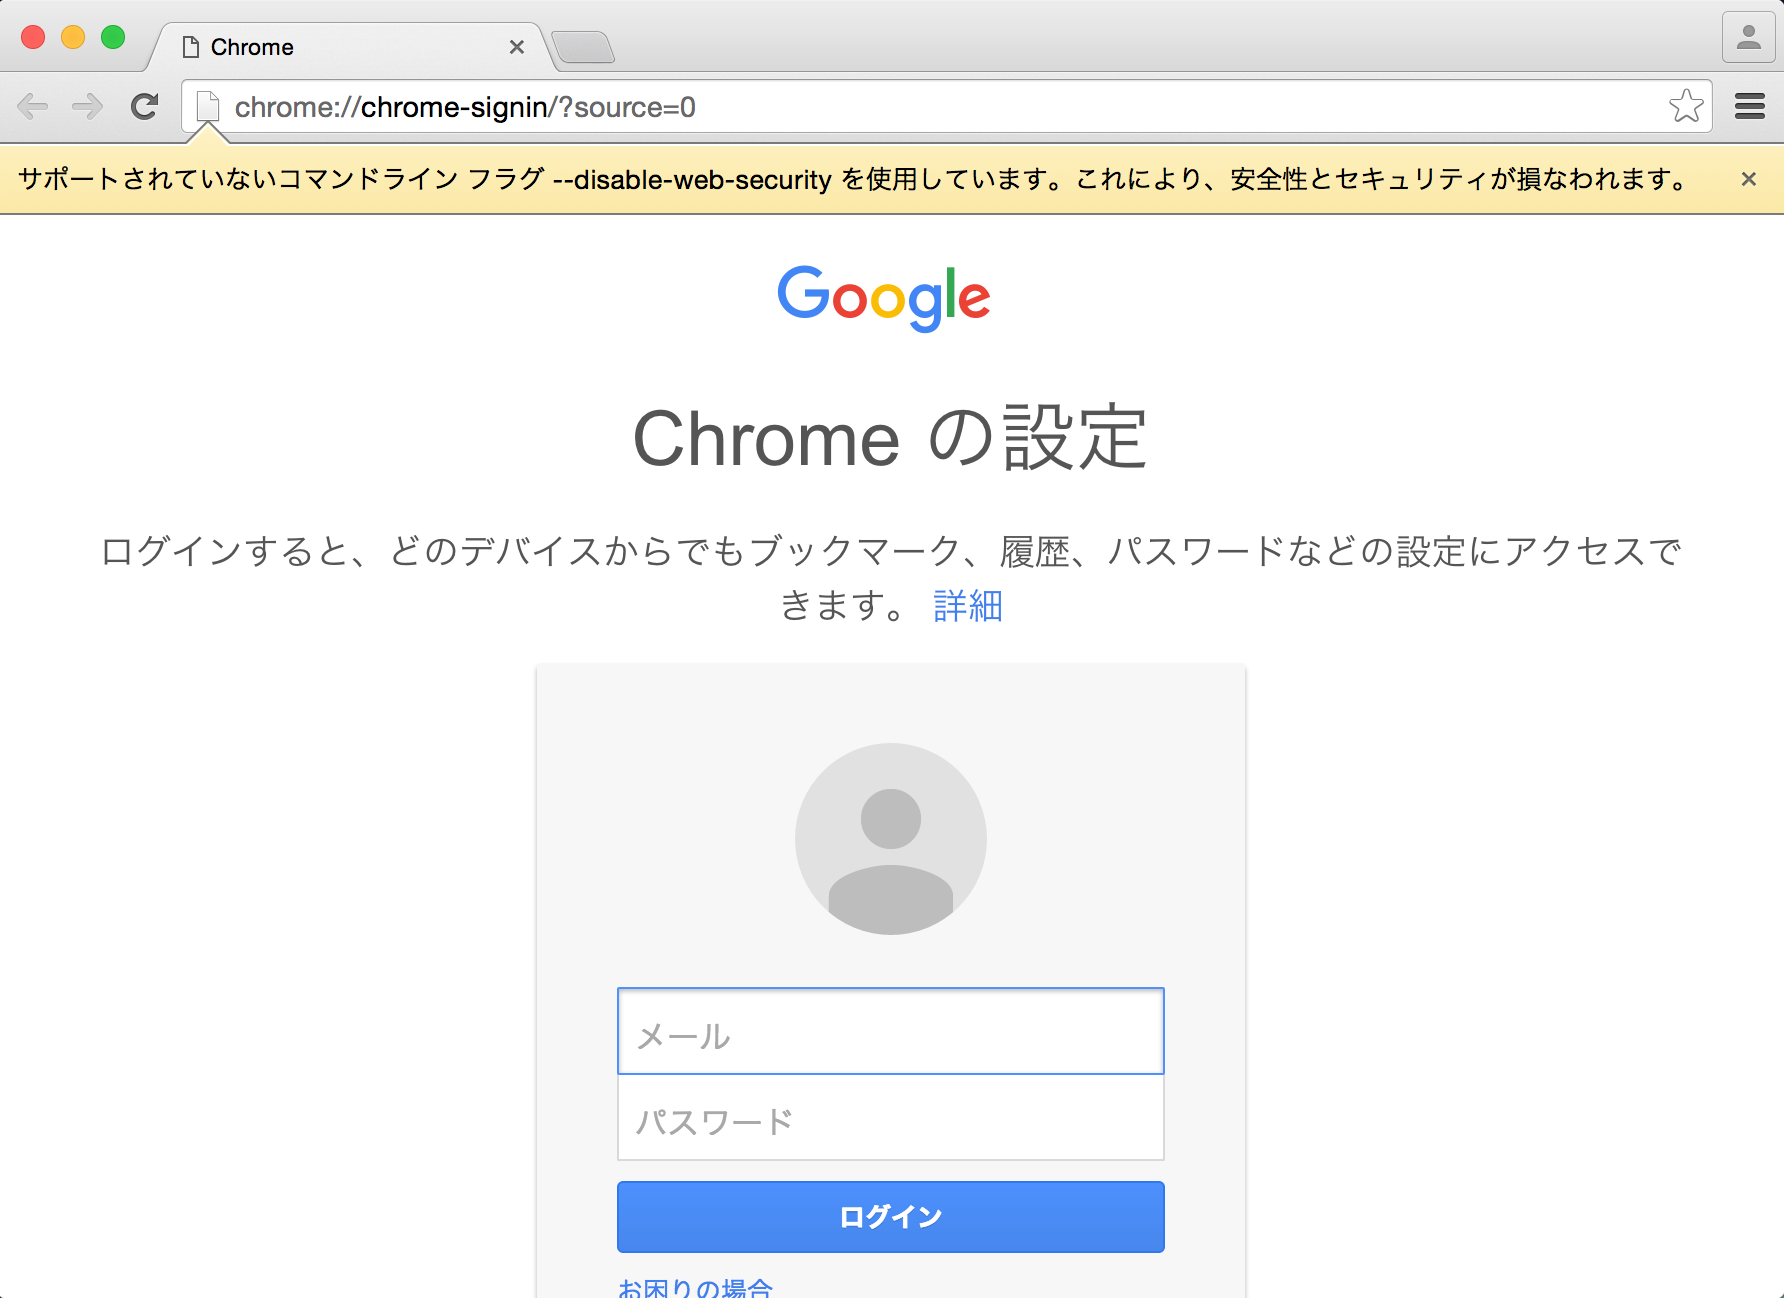 Chrome
chrome://chrome-signin/?source=0
サポートされていないコマンドライン フラグ --disable-web-security を使用しています。これにより、安全性とセキュリティが損なわれます。
Google
Chrome の設定
ログインすると、どのデバイスからでもブックマーク、履歴、パスワードなどの設定にアクセスで
きます。 詳細
メール
パスワード
ログイン
お困りの場合